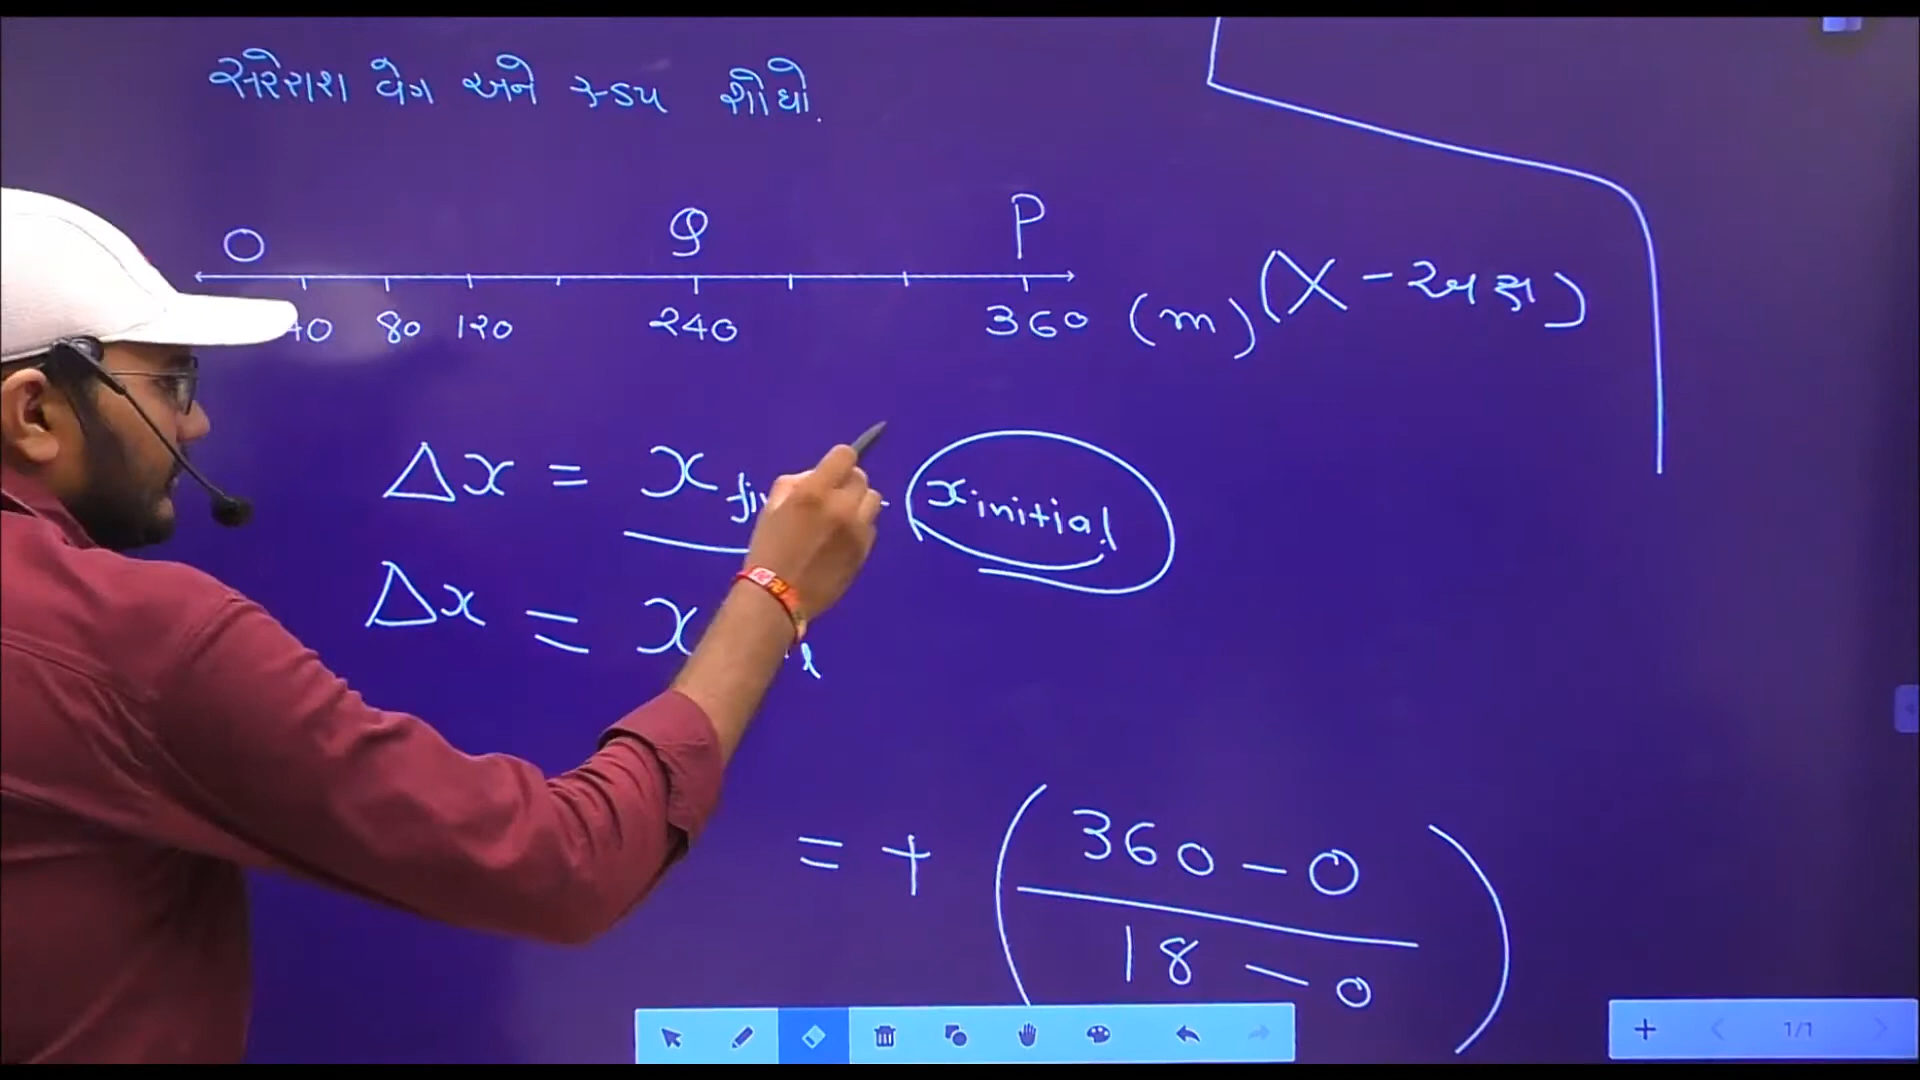 સરેરાશ વેગ અને ઝડપ શોધો.
O Q P
40 80 120 240 360 (m) (X-અક્ષ)
Δx = x - x initial
Δx = x
= + (360 - 0
18 - 0)
1/1